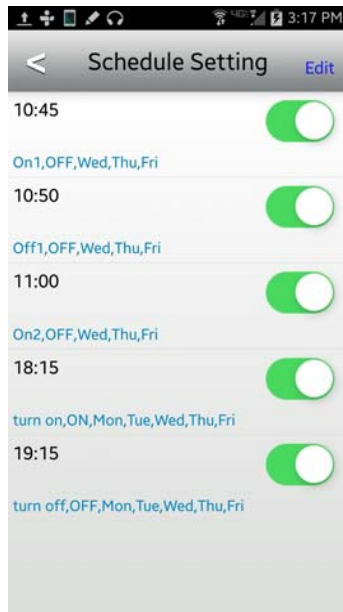 3:17 PM
< Schedule Setting Edit
10:45
On1,OFF,Wed,Thu,Fri
10:50
Off1,OFF,Wed,Thu,Fri
11:00
On2,OFF,Wed,Thu,Fri
18:15
turn on,ON,Mon,Tue,Wed,Thu,Fri
19:15
turn off,OFF,Mon,Tue,Wed,Thu,Fri